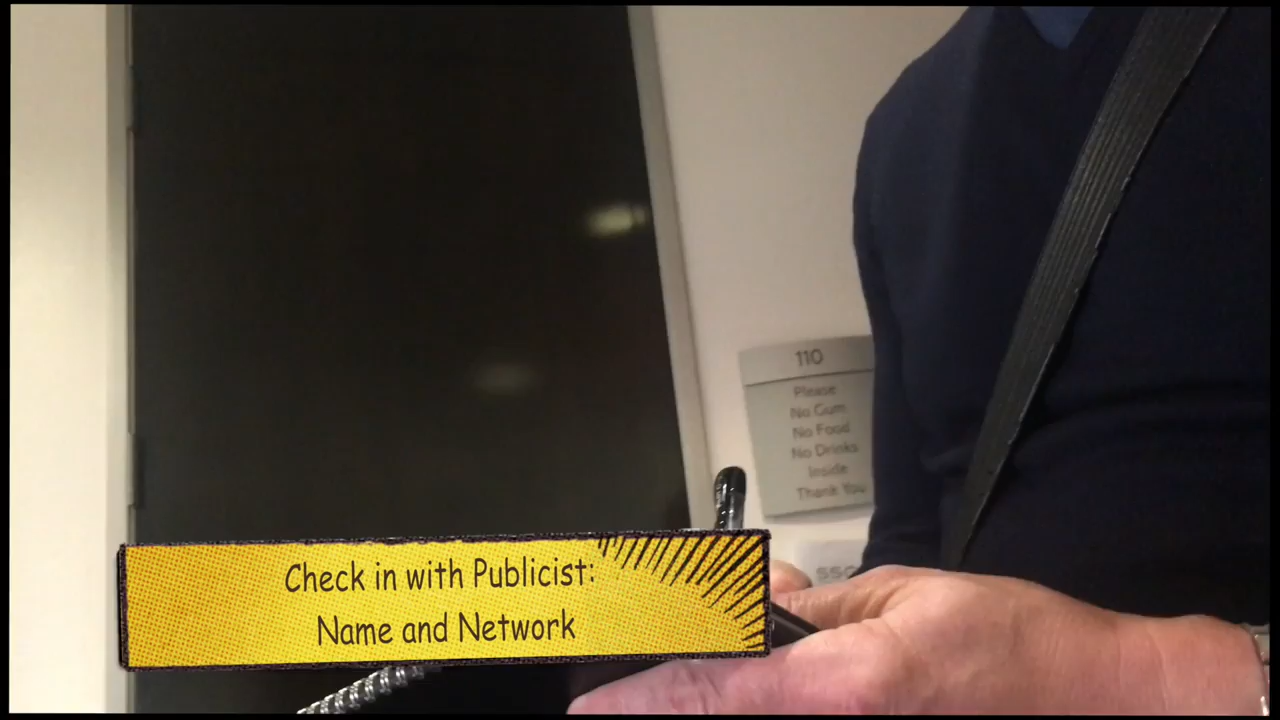 110
Please
No Gum
No Food
No Drinks
Inside
Thank You
Check in with Publicist:
Name and Network